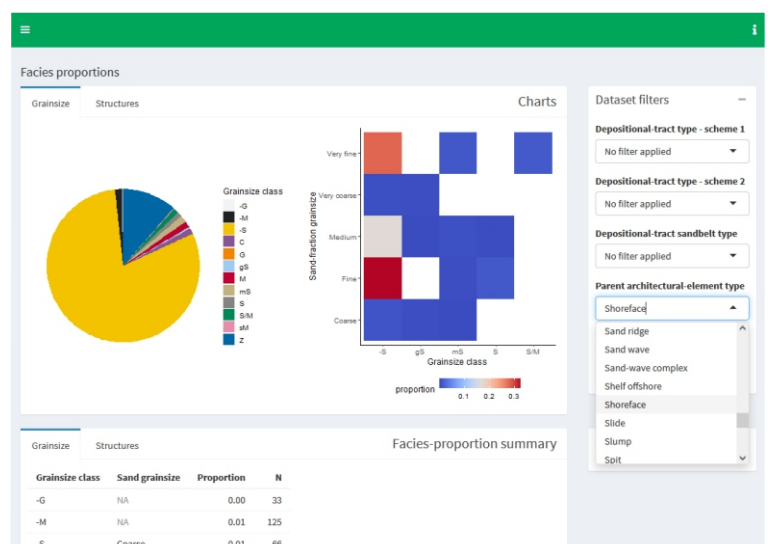 Facies proportions
Grainsize
Structures
Charts
Grainsize class
-G
-M
-S
C
G
gS
M
mS
S
S/M
sM
Z
Sand-fraction grainsize
Very fine
Very coarse
Medium
Fine
Coarse
-S
gS
mS
S
S/M
Grainsize class
proportion
0.1 0.2 0.3
Dataset filters
Depositional-tract type - scheme 1
No filter applied
Depositional-tract type - scheme 2
No filter applied
Depositional-tract sandbelt type
No filter applied
Parent architectural-element type
Shoreface
Sand ridge
Sand wave
Sand-wave complex
Shelf offshore
Shoreface
Slide
Slump
Spit
Grainsize
Structures
Facies-proportion summary
Grainsize class Sand grainsize Proportion N
-G NA 0.00 33
-M NA 0.01 125
-S Coarse 0.01 66